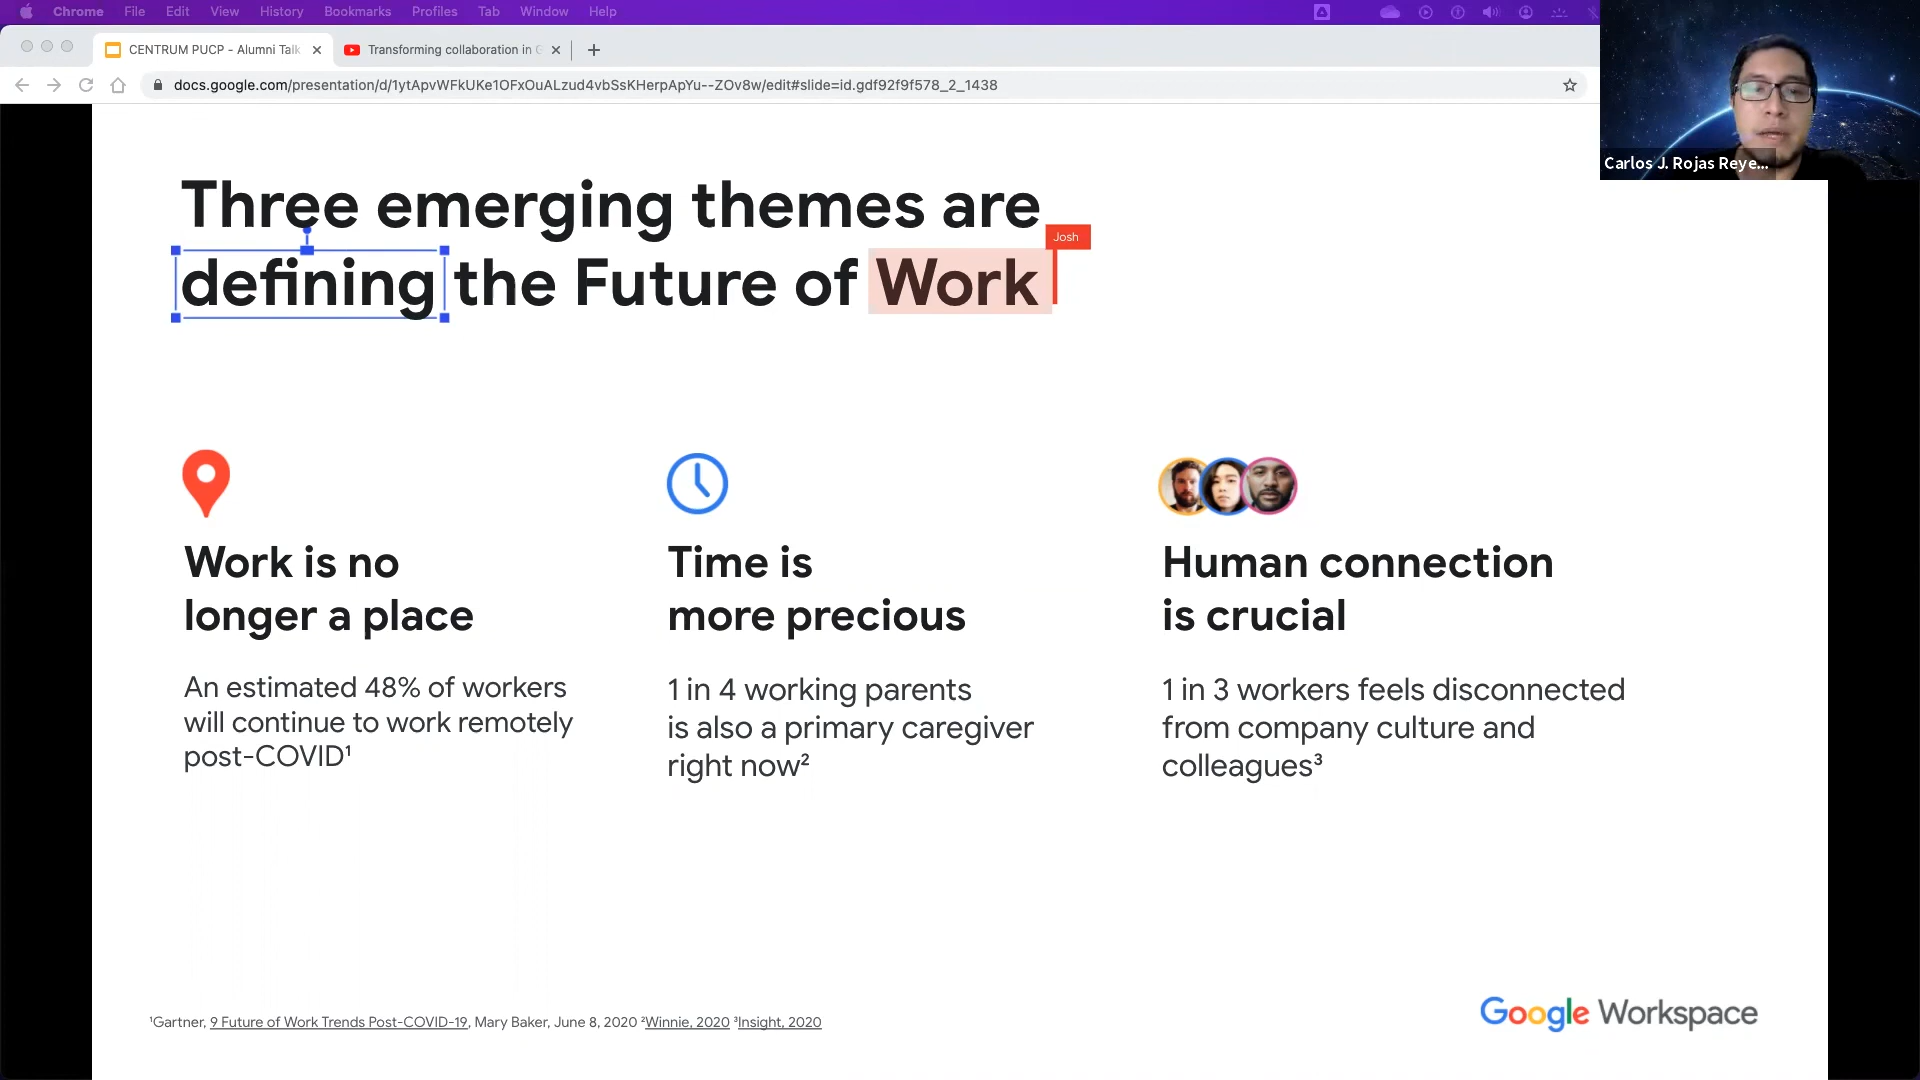 Chrome File Edit View History Bookmarks Profiles Tab Window Help
CENTRUM PUCP - Alumni Talk
Transforming collaboration in G
docs.google.com/presentation/d/1ytApvWFkUKe1OFxOuALzud4vbSsKHerpApYu--ZOv8w/edit#slide=id.gdf92f9f578_2_1438
Carlos J. Rojas Reye...
Three emerging themes are
Josh
defining the Future of Work
Work is no
longer a place
An estimated 48% of workers
will continue to work remotely
post-COVID¹
Time is
more precious
1 in 4 working parents
is also a primary caregiver
right now²
Human connection
is crucial
1 in 3 workers feels disconnected
from company culture and
colleagues³
¹Gartner, 9 Future of Work Trends Post-COVID-19, Mary Baker, June 8, 2020 ²Winnie, 2020 ³Insight, 2020
Google Workspace